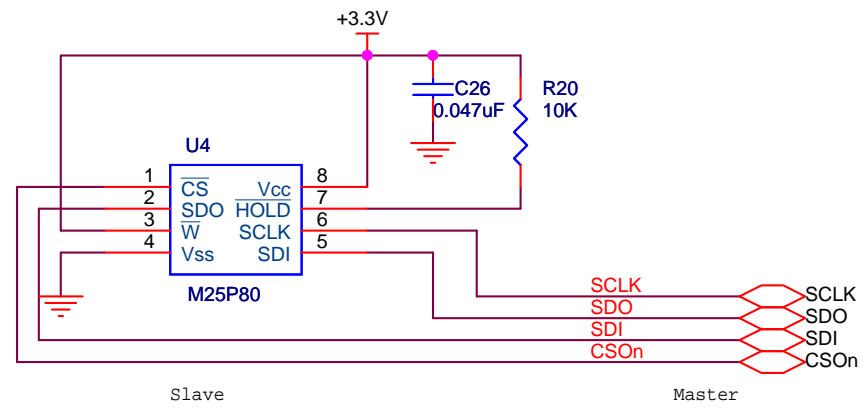 +3.3V
C26
0.047uF
R20
10K
U4
1
CS
2
SDO
3
W
4
Vss
8
Vcc
7
HOLD
6
SCLK
5
SDI
M25P80
SCLK
SCLK
SDO
SDO
SDI
SDI
CSOn
CSOn
Slave
Master